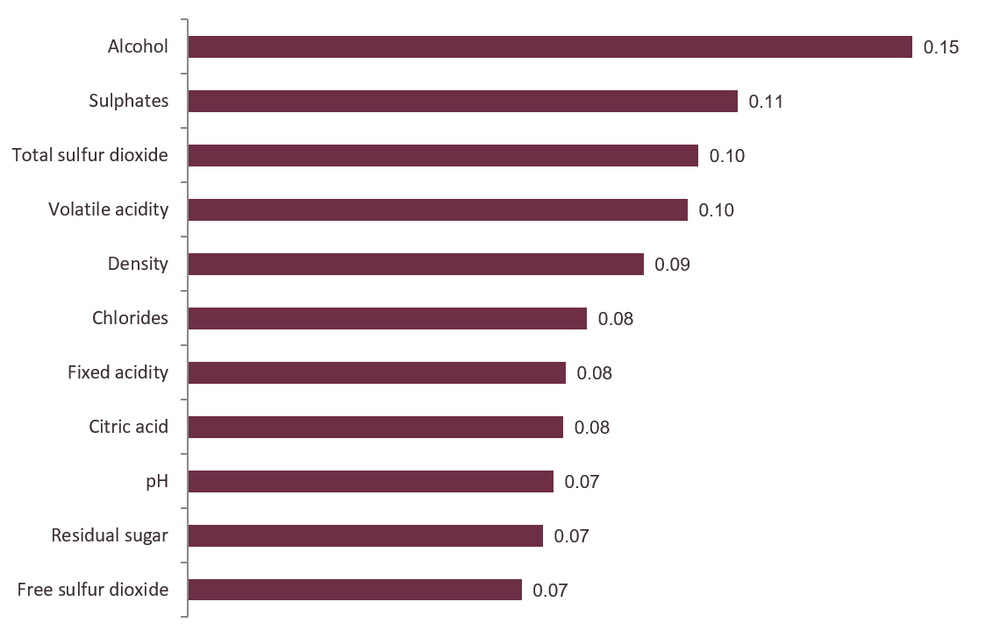 Alcohol 0.15
Sulphates 0.11
Total sulfur dioxide 0.10
Volatile acidity 0.10
Density 0.09
Chlorides 0.08
Fixed acidity 0.08
Citric acid 0.08
pH 0.07
Residual sugar 0.07
Free sulfur dioxide 0.07